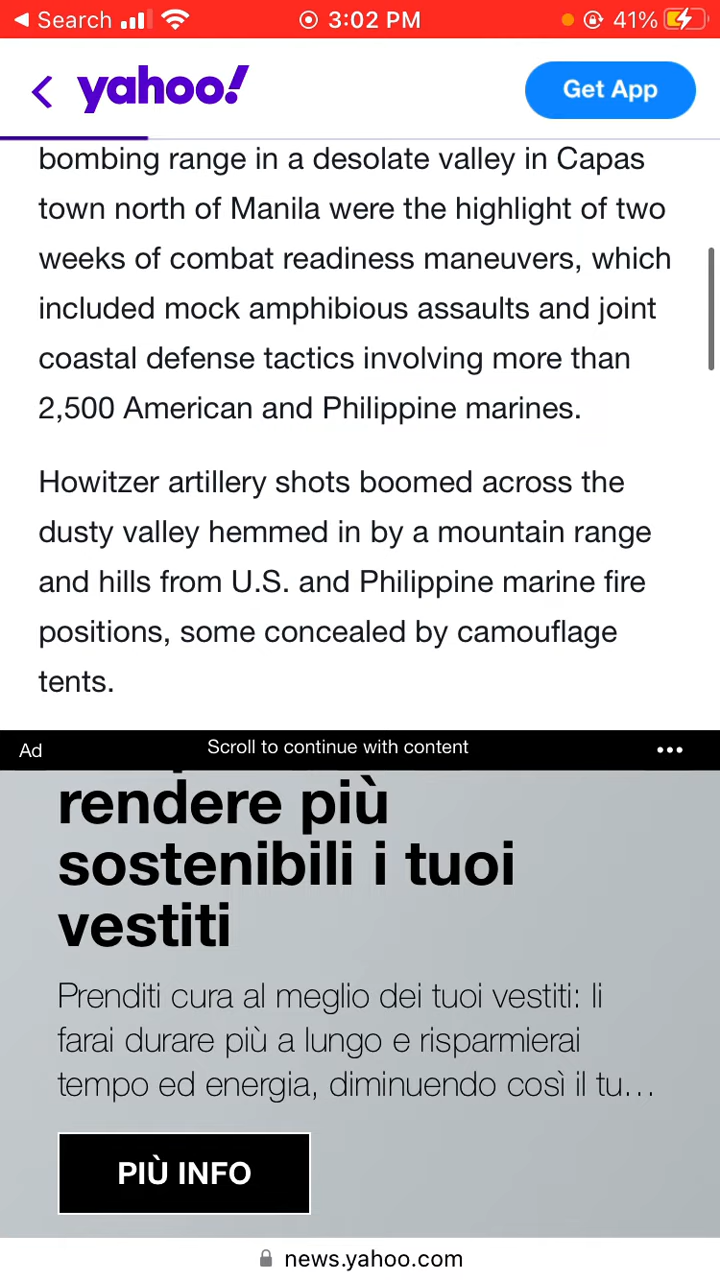 Search 3:02 PM 41%
yahoo!
Get App
bombing range in a desolate valley in Capas
town north of Manila were the highlight of two
weeks of combat readiness maneuvers, which
included mock amphibious assaults and joint
coastal defense tactics involving more than
2,500 American and Philippine marines.
Howitzer artillery shots boomed across the
dusty valley hemmed in by a mountain range
and hills from U.S. and Philippine marine fire
positions, some concealed by camouflage
tents.
Ad Scroll to continue with content
rendere più
sostenibili i tuoi
vestiti
Prenditi cura al meglio dei tuoi vestiti: li
farai durare più a lungo e risparmierai
tempo ed energia, diminuendo così il tu...
PIÙ INFO
news.yahoo.com